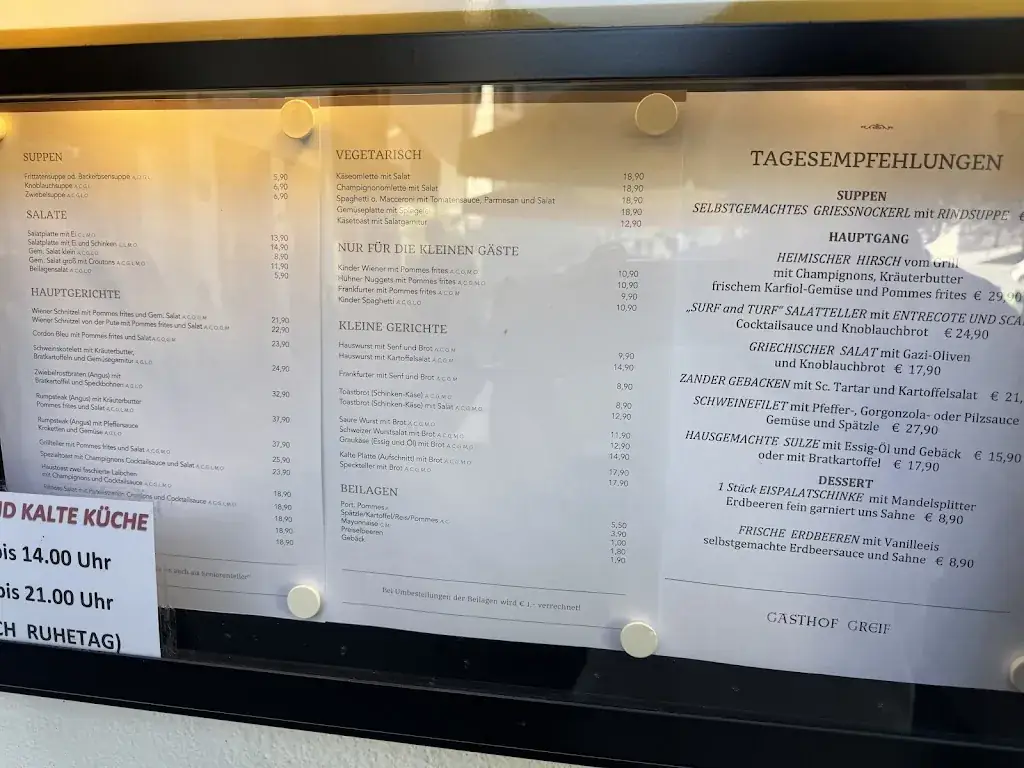 SUPPEN
Frittatensuppe od. Backerbsensuppe A,C,G,L 5,90
Knoblauchsuppe A,C,G,L 6,90
Zwiebelsuppe A,C,G,L,O 6,90
SALATE
Salatplatte mit Ei C,L,M,O 13,90
Salatplatte mit Ei und Schinken 14,90
Gem. Salat klein 8,90
Gem. Salat groß mit Croutons A,C,G,L,M,O 11,90
Beilagensalat 5,90
HAUPTGERICHTE
Wiener Schnitzel mit Pommes frites und Gem. Salat 21,90
Wiener Schnitzel von der Pute mit Pommes frites und Salat 22,90
Cordon Bleu mit Pommes frites und Salat 23,90
Schweinskotelett mit Kräuterbutter,
Bratkartoffeln und Gemüsegarnitur 24,90
Zwiebelrostbraten (Angus) mit
Bratkartoffel und Speckbohnen 32,90
Rumpsteak (Angus) mit Kräuterbutter
Pommes frites und Salat 37,90
Rumpsteak (Angus) mit Pfeffersauce
Kroketten und Gemüse 37,90
Grillteller mit Pommes frites und Salat 25,90
Spezialtoast mit Champignons Cocktailsauce und Salat 23,90
Haustoast zwei faschierte Laibchen
mit Champignons und Cocktailsauce 18,90
Croutons und Cocktailsauce 18,90
18,90
18,90
18,90
auch als Seniorenteller"
ND KALTE KÜCHE
bis 14.00 Uhr
bis 21.00 Uhr
CH RUHETAG)
VEGETARISCH
Käseomlette mit Salat 18,90
Champignonomlette mit Salat 18,90
Spaghetti o. Macceroni mit Tomatensauce, Parmesan und Salat 18,90
Gemüseplatte mit Spiegelei 18,90
Käsetoast mit Salatgarnitur 12,90
NUR FÜR DIE KLEINEN GÄSTE
Kinder Wiener mit Pommes frites A,C,G,M,O 10,90
Hühner Nuggets mit Pommes frites A,C,G,M,O 10,90
Frankfurter mit Pommes frites A,C,G,M 9,90
Kinder Spaghetti A,C,G,L,O 10,90
KLEINE GERICHTE
Hauswurst mit Senf und Brot A,C,G,M 9,90
Hauswurst mit Kartoffelsalat A,C,G,M,O 14,90
Frankfurter mit Senf und Brot A,C,G,M 8,90
Toastbrot (Schinken-Käse) A,C,G,M,O 8,90
Toastbrot (Schinken-Käse) mit Salat A,C,G,M,O 12,90
Saure Wurst mit Brot A,C,G,M,O 11,90
Schweizer Wurstsalat mit Brot A,C,G,M,O 12,90
Graukäse (Essig und Öl) mit Brot A,C,G,M,O 14,90
Kalte Platte (Aufschnitt) mit Brot A,C,G,M,O 17,90
Speckteller mit Brot A,C,G,M,O 17,90
BEILAGEN
Port. Pommes 5,50
Spätzle/Kartoffel/Reis/Pommes A,C 3,90
Mayonnaise C,M 1,00
Preiselbeeren 1,80
Gebäck 1,90
Bei Umbestellungen der Beilagen wird € 1,- verrechnet!
TAGESEMPFEHLUNGEN
SUPPEN
SELBSTGEMACHTES GRIESSNOCKERL mit RINDSUPPE €
HAUPTGANG
HEIMISCHER HIRSCH vom Grill
mit Champignons, Kräuterbutter
frischem Karfiol-Gemüse und Pommes frites € 29,90
„SURF and TURF" SALATTELLER mit ENTRECOTE UND SCA
Cocktailsauce und Knoblauchbrot € 24,90
GRIECHISCHER SALAT mit Gazi-Oliven
und Knoblauchbrot € 17,90
ZANDER GEBACKEN mit Sc. Tartar und Kartoffelsalat € 21,
SCHWEINEFILET mit Pfeffer-, Gorgonzola- oder Pilzsauce
Gemüse und Spätzle € 27,90
HAUSGEMACHTE SULZE mit Essig-Öl und Gebäck € 15,90
oder mit Bratkartoffel € 17,90
DESSERT
1 Stück EISPALATSCHINKE mit Mandelsplitter
Erdbeeren fein garniert uns Sahne € 8,90
FRISCHE ERDBEEREN mit Vanilleeis
selbstgemachte Erdbeersauce und Sahne € 8,90
GASTHOF GREIF